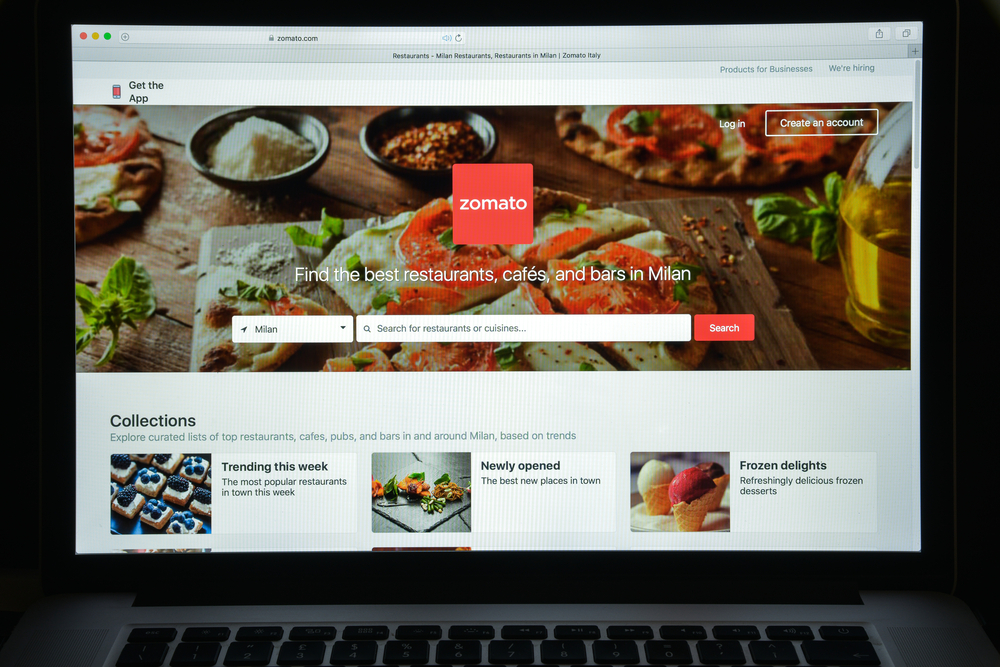 zomato.com
Restaurants - Milan Restaurants, Restaurants in Milan | Zomato Italy
Products for Businesses We're hiring
Get the
App
Log in Create an account
zomato
Find the best restaurants, cafés, and bars in Milan
Milan Search for restaurants or cuisines... Search
Collections
Explore curated lists of top restaurants, cafes, pubs, and bars in and around Milan, based on trends
Trending this week
The most popular restaurants
in town this week
Newly opened
The best new places in town
Frozen delights
Refreshingly delicious frozen
desserts